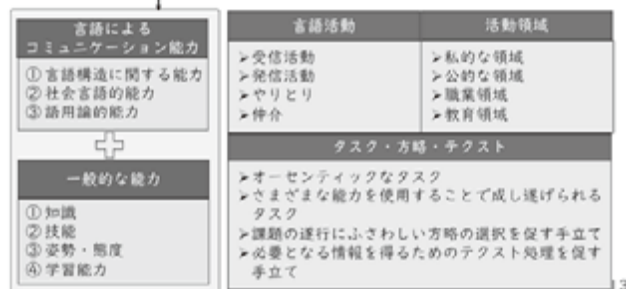 言語による
コミュニケーション能力
①言語構造に関する能力
②社会言語的能力
③語用論的能力
一般的な能力
①知識
②技能
③姿勢・態度
④学習能力
言語活動
➢受信活動
➢発信活動
➢やりとり
➢仲介
活動領域
➢私的な領域
➢公的な領域
➢職業領域
➢教育領域
タスク・方略・テクスト
➢オーセンティックなタスク
➢さまざまな能力を使用することで成し遂げられる
タスク
➢課題の遂行にふさわしい方略の選択を促す手立て
➢必要となる情報を得るためのテクスト処理を促す
手立て